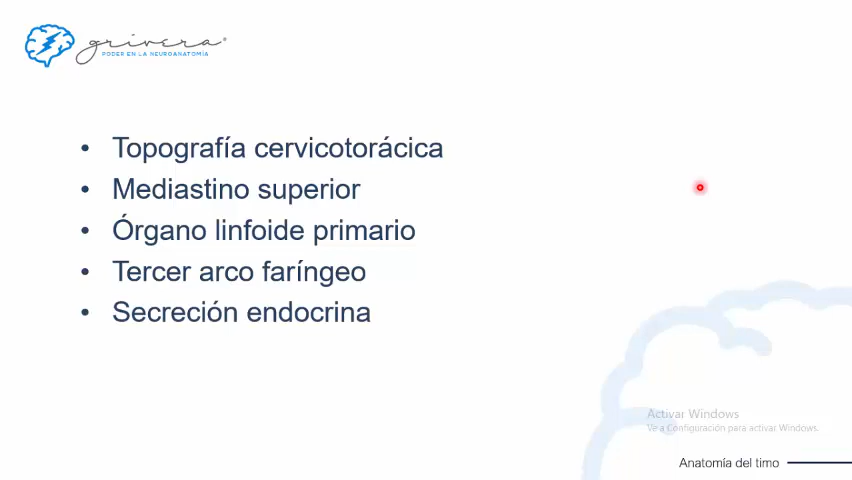 grivera
PODER EN LA NEUROANATOMÍA
• Topografía cervicotorácica
• Mediastino superior
• Órgano linfoide primario
• Tercer arco faríngeo
• Secreción endocrina
Activar Windows
Ve a Configuración para activar Windows.
Anatomía del timo